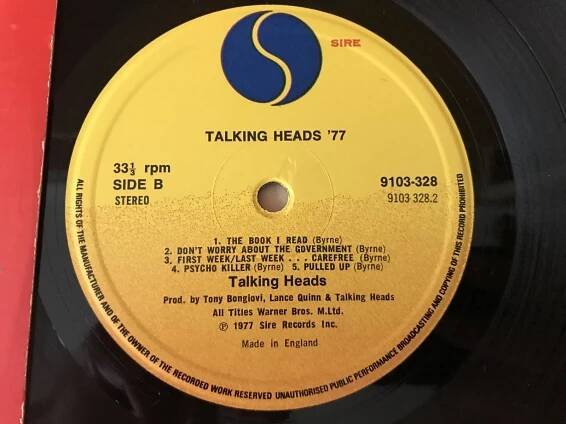 SIRE
TALKING HEADS '77
33⅓ rpm
SIDE B
STEREO
9103-328
9103 328.2
1. THE BOOK I READ (Byrne)
2. DON'T WORRY ABOUT THE GOVERNMENT (Byrne)
3. FIRST WEEK/LAST WEEK . . . CAREFREE (Byrne)
4. PSYCHO KILLER (Byrne) 5. PULLED UP (Byrne)
Talking Heads
Prod. by Tony Bongiovi, Lance Quinn & Talking Heads
All Titles Warner Bros. M.Ltd.
℗ 1977 Sire Records Inc.
Made in England
ALL RIGHTS OF THE MANUFACTURER AND OF THE OWNER OF THE RECORDED WORK RESERVED UNAUTHORISED PUBLIC PERFORMANCE BROADCASTING AND COPYING OF THIS RECORD PROHIBITED